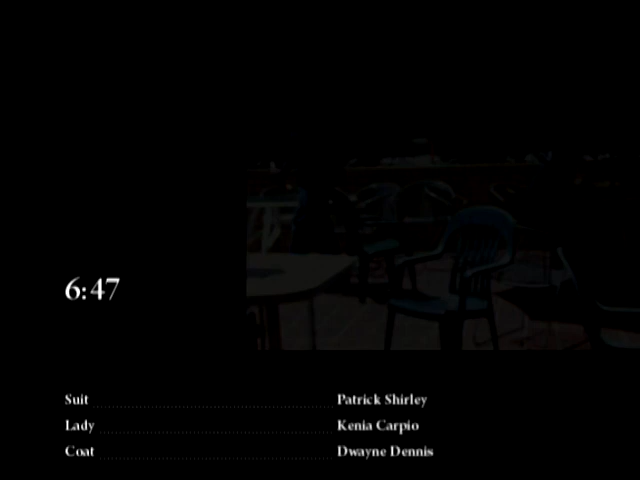 6:47
Suit Patrick Shirley
Lady Kenia Carpio
Coat Dwayne Dennis